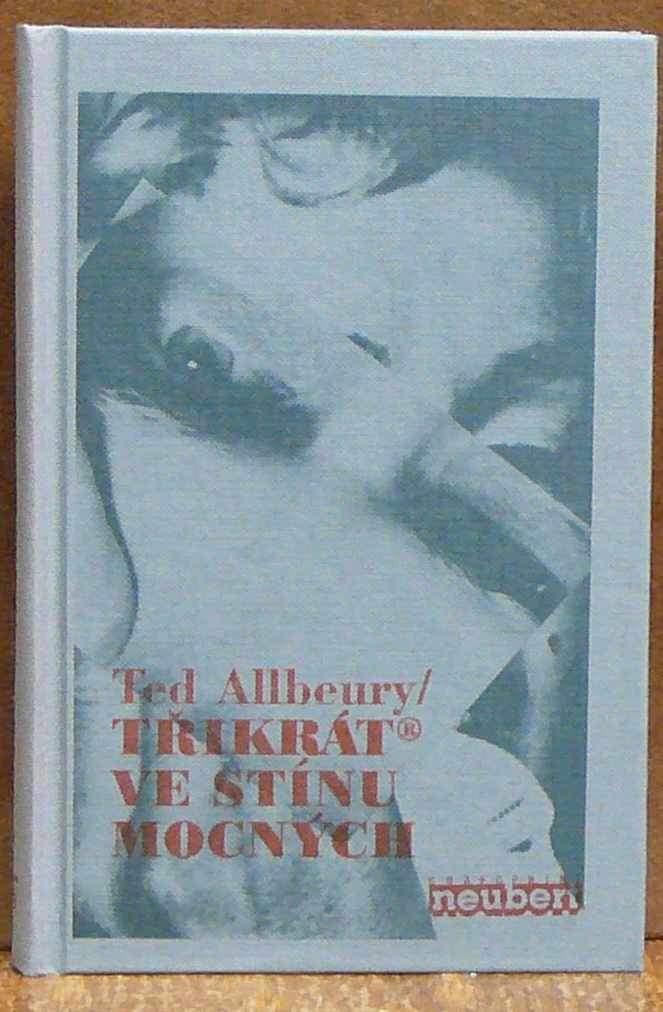 Ted Allbeury/
TŘIKRÁT®
VE STÍNU
MOCNÝCH
neubert